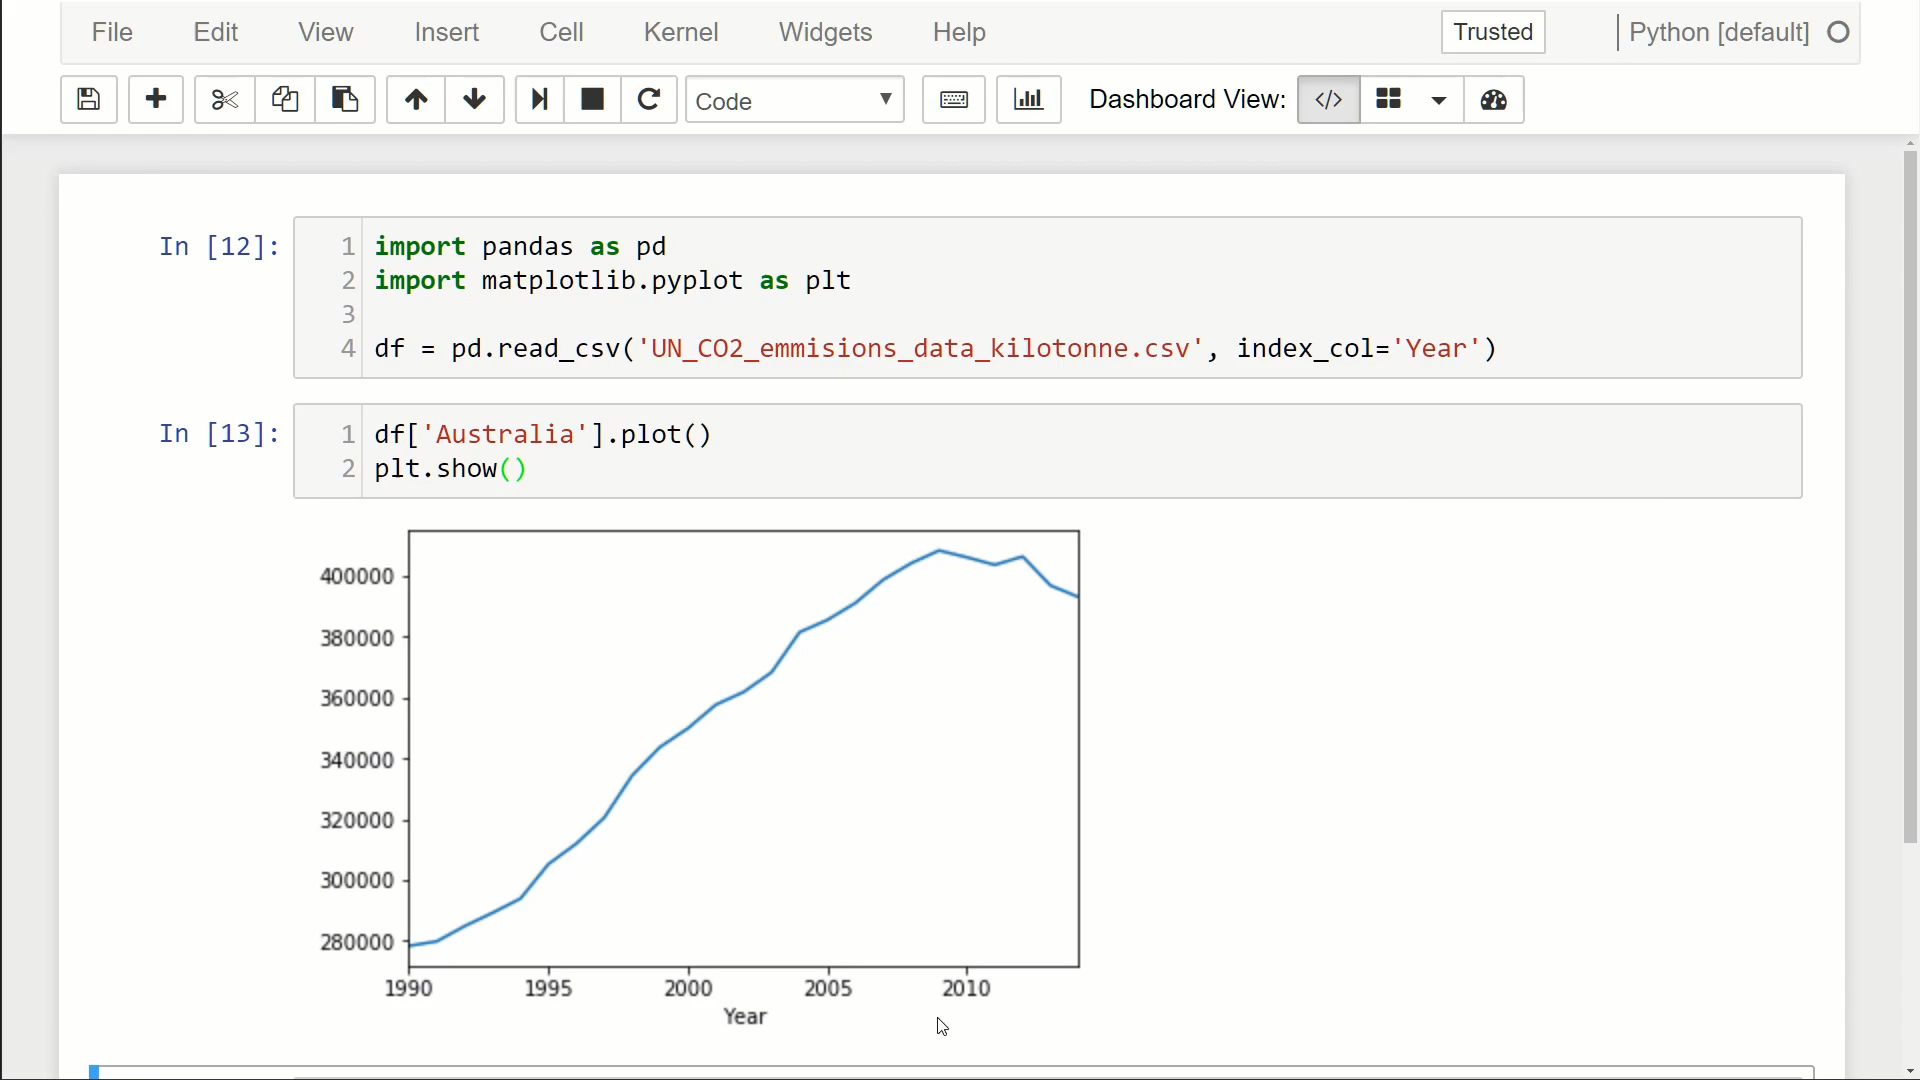 File Edit View Insert Cell Kernel Widgets Help Trusted Python [default]
Code Dashboard View: </>
In [12]:
1 import pandas as pd
2 import matplotlib.pyplot as plt
3
4 df = pd.read_csv('UN_CO2_emmisions_data_kilotonne.csv', index_col='Year')
In [13]:
1 df['Australia'].plot()
2 plt.show()
400000
380000
360000
340000
320000
300000
280000
1990 1995 2000 2005 2010
Year